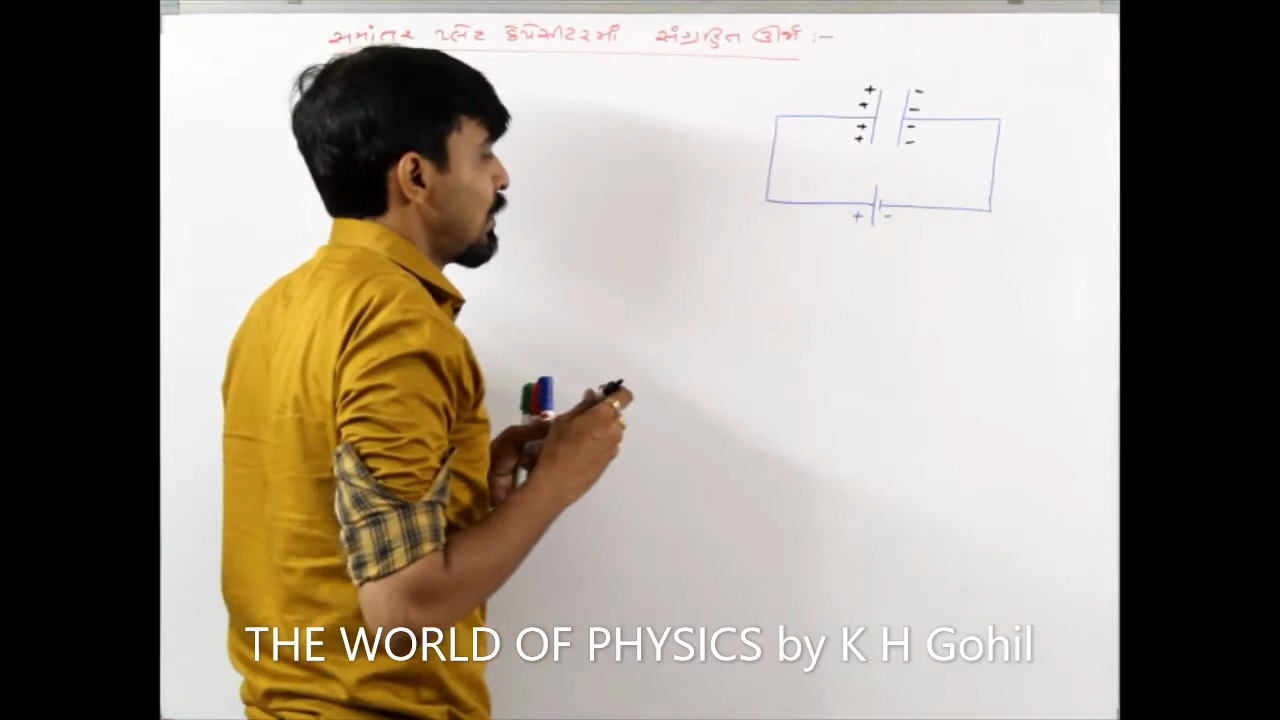 સમાંતર પ્લેટ કેપેસીટરમાં સંગ્રહિત ઊર્જા :-
+ -
+ -
+ -
+ -
+ -
THE WORLD OF PHYSICS by K H Gohil